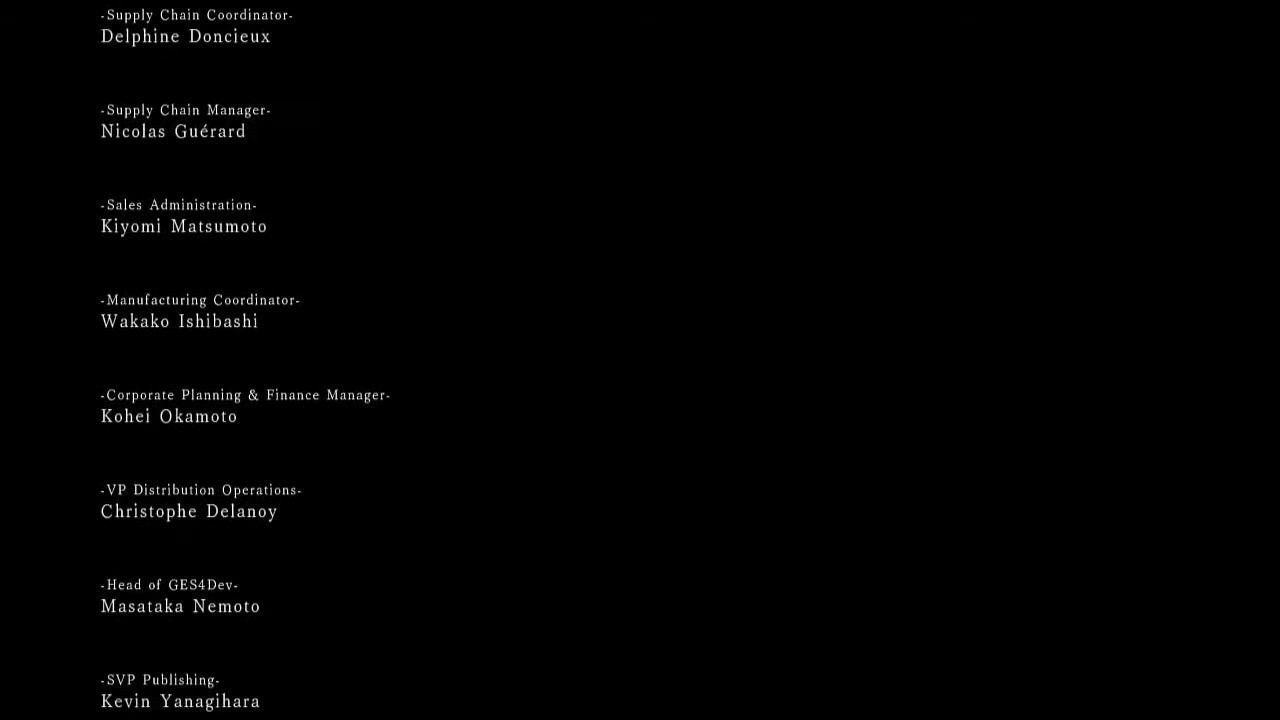 -Supply Chain Coordinator-
Delphine Doncieux
-Supply Chain Manager-
Nicolas Guérard
-Sales Administration-
Kiyomi Matsumoto
-Manufacturing Coordinator-
Wakako Ishibashi
-Corporate Planning & Finance Manager-
Kohei Okamoto
-VP Distribution Operations-
Christophe Delanoy
-Head of GES4Dev-
Masataka Nemoto
-SVP Publishing-
Kevin Yanagihara